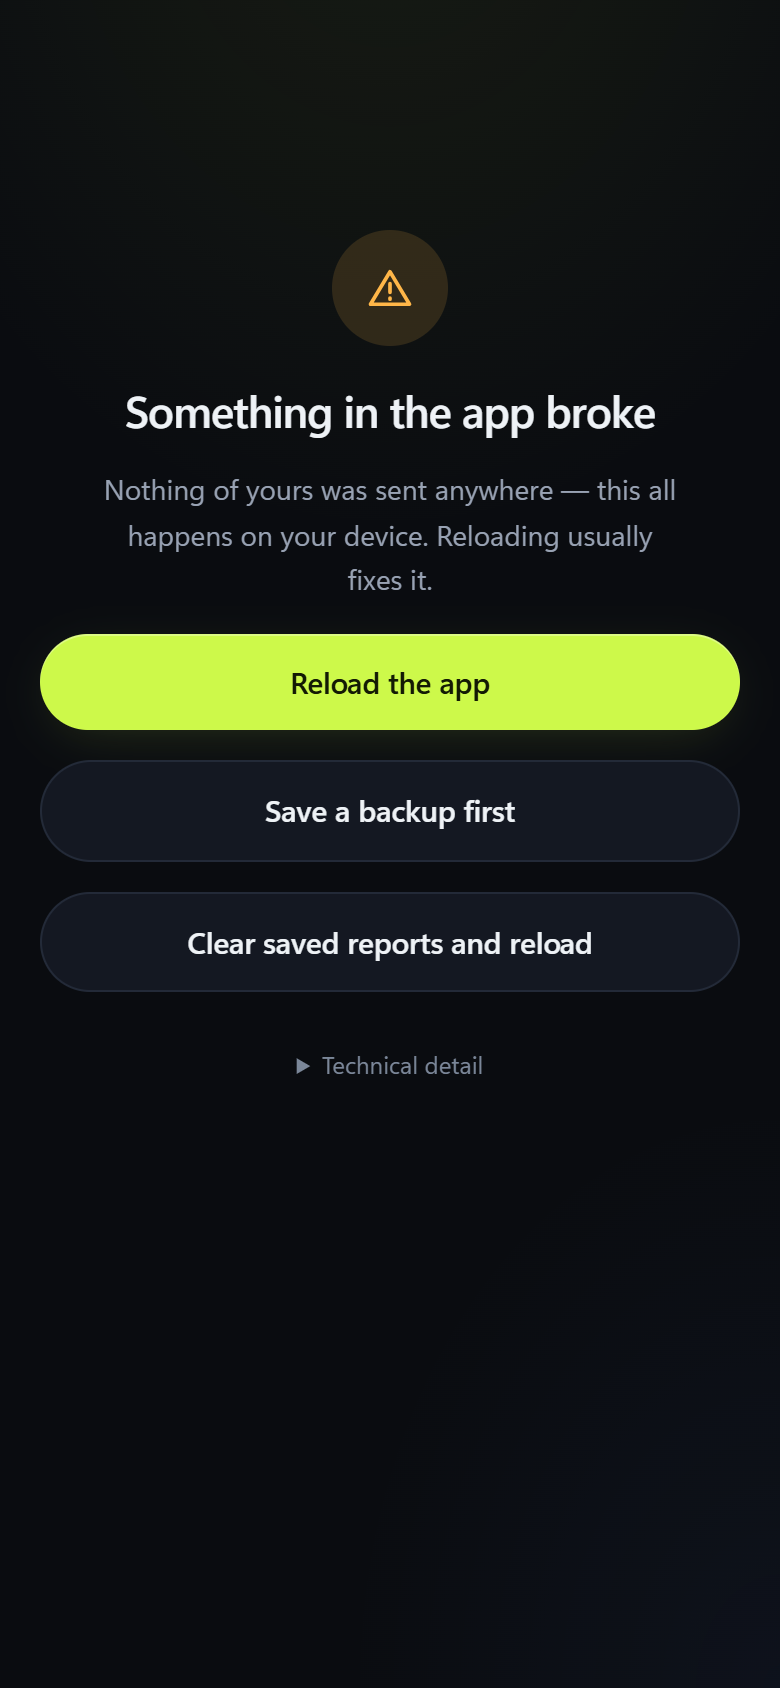 Something in the app broke
Nothing of yours was sent anywhere — this all
happens on your device. Reloading usually
fixes it.
Reload the app
Save a backup first
Clear saved reports and reload
Technical detail